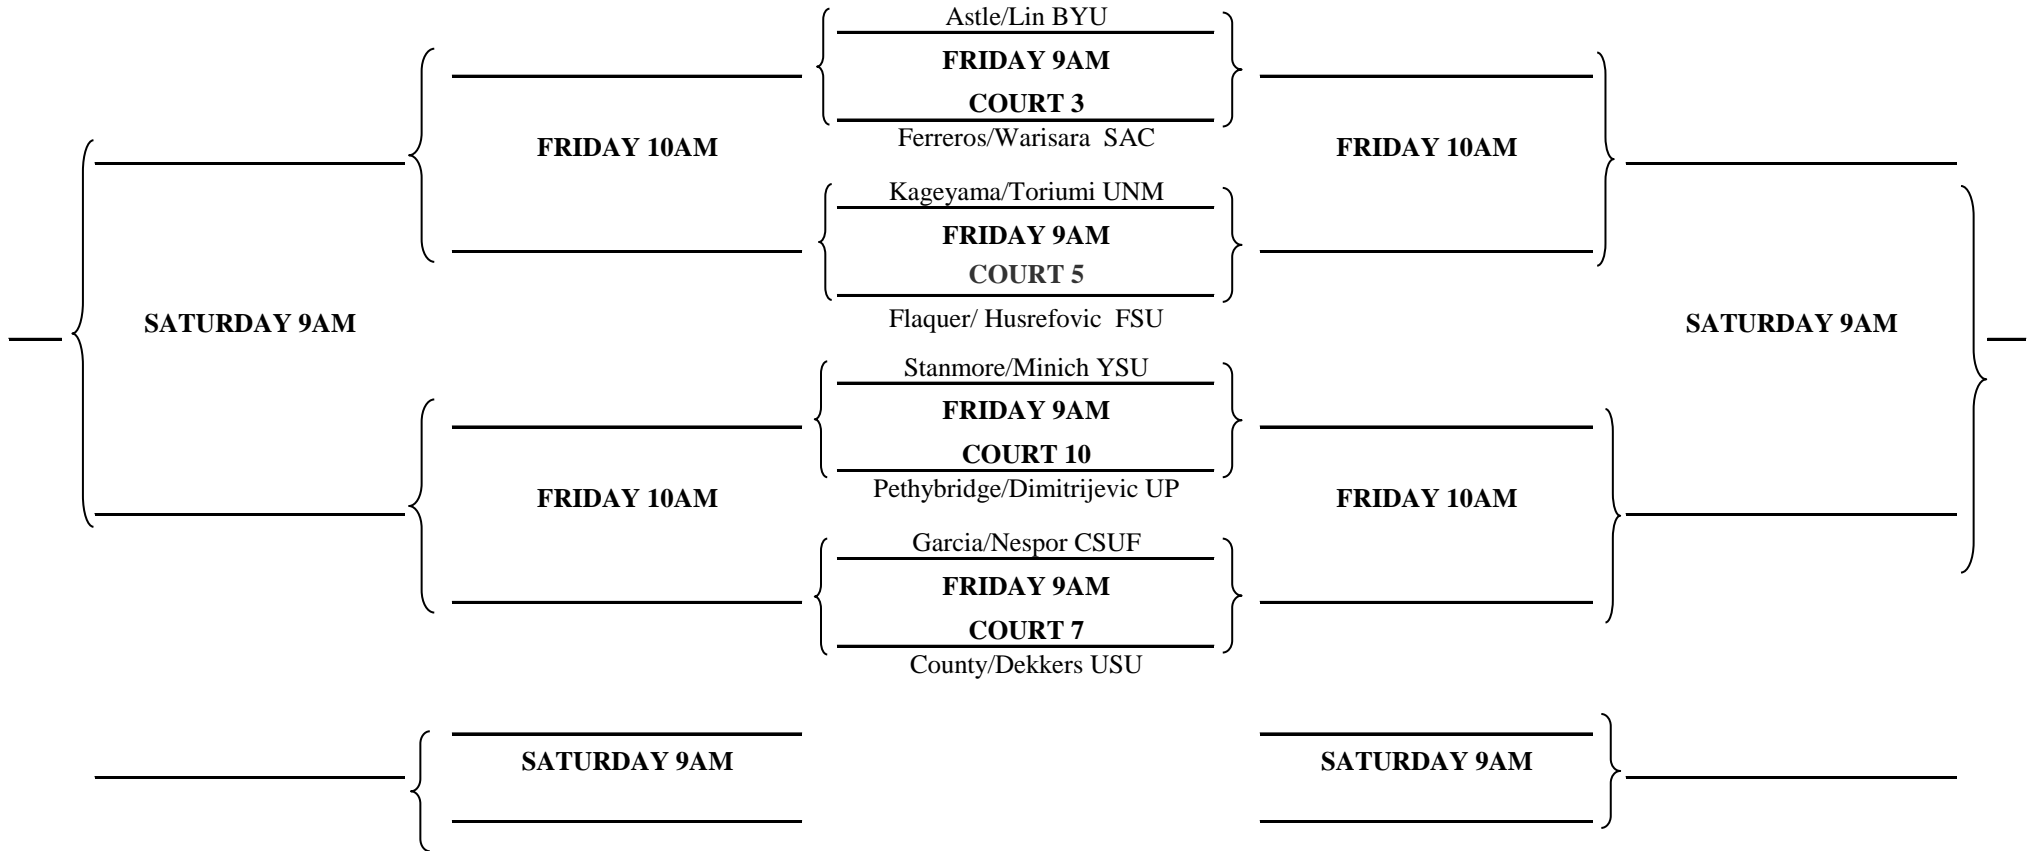 Astle/Lin BYU
FRIDAY 9AM
COURT 3
Ferreros/Warisara SAC
FRIDAY 10AM
FRIDAY 10AM
Kageyama/Toriumi UNM
FRIDAY 9AM
COURT 5
Flaquer/ Husrefovic FSU
SATURDAY 9AM
SATURDAY 9AM
Stanmore/Minich YSU
FRIDAY 9AM
COURT 10
Pethybridge/Dimitrijevic UP
FRIDAY 10AM
FRIDAY 10AM
Garcia/Nespor CSUF
FRIDAY 9AM
COURT 7
County/Dekkers USU
SATURDAY 9AM
SATURDAY 9AM